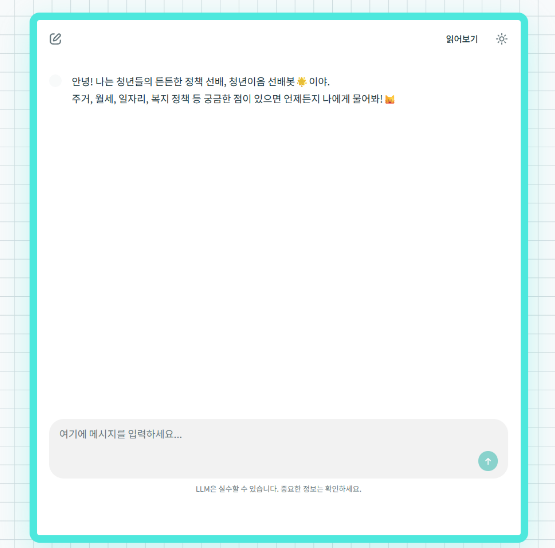 읽어보기
안녕! 나는 청년들의 든든한 정책 선배, 청년이음 선배봇☀️ 이야.
주거, 월세, 일자리, 복지 정책 등 궁금한 점이 있으면 언제든지 나에게 물어봐! 🙌
여기에 메시지를 입력하세요...
LLM은 실수할 수 있습니다. 중요한 정보는 확인하세요.